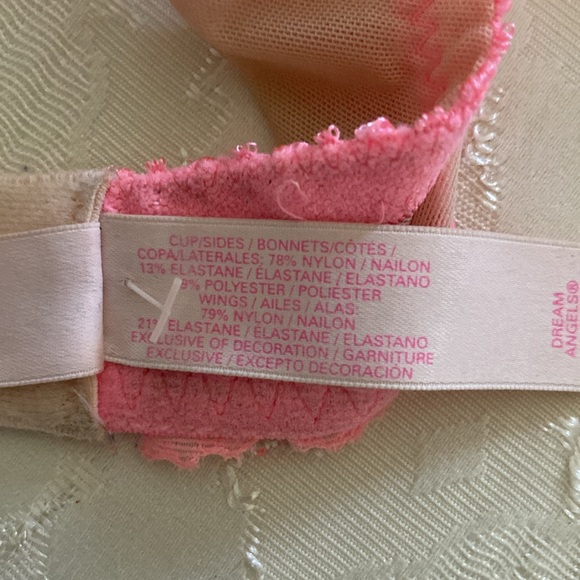 CUP/SIDES / BONNETS/CÔTES /
COPA/LATERALES: 78% NYLON / NAILON
13% ELASTANE / ÉLASTANE / ELASTANO
9% POLYESTER / POLIESTER
WINGS / AILES / ALAS:
79% NYLON / NAILON
21% ELASTANE / ÉLASTANE / ELASTANO
EXCLUSIVE OF DECORATION / GARNITURE
EXCLUSIVE / EXCEPTO DECORACIÓN
DREAM
ANGELS®